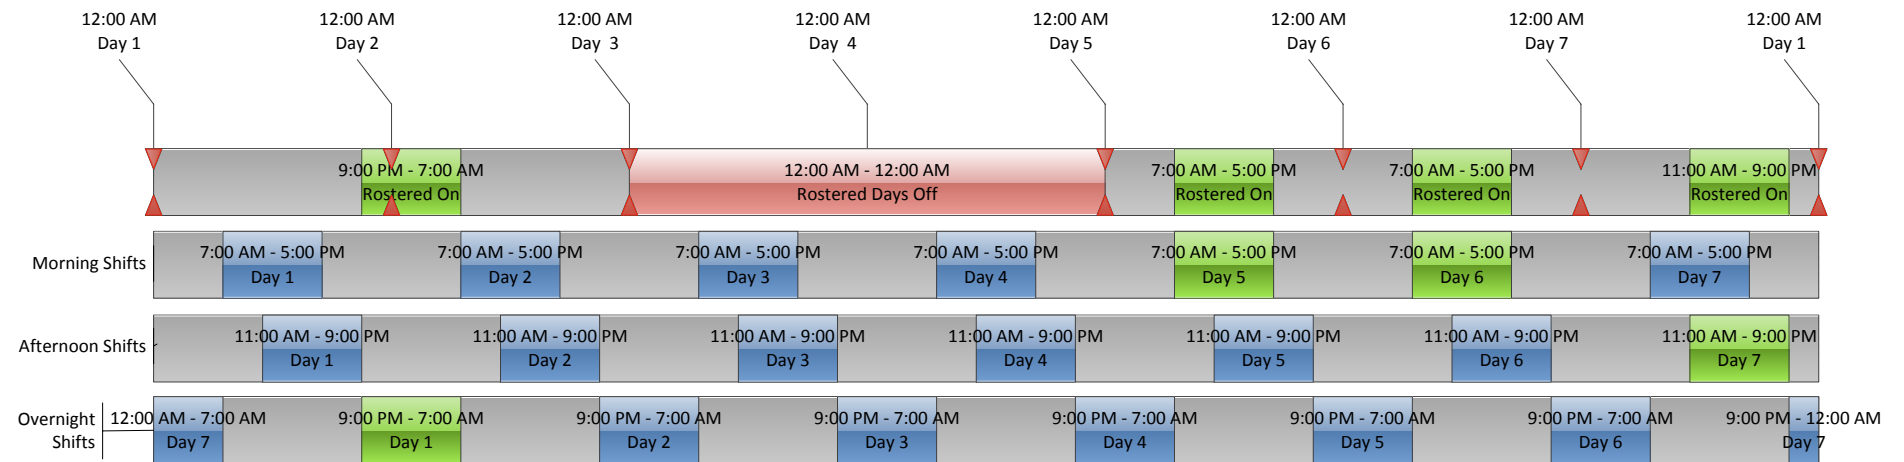 12:00 AM 12:00 AM 12:00 AM 12:00 AM 12:00 AM 12:00 AM 12:00 AM 12:00 AM
Day 1 Day 2 Day 3 Day 4 Day 5 Day 6 Day 7 Day 1
9:00 PM - 7:00 AM 12:00 AM - 12:00 AM 7:00 AM - 5:00 PM 7:00 AM - 5:00 PM 11:00 AM - 9:00 PM
Rostered On Rostered Days Off Rostered On Rostered On Rostered On
Morning Shifts
7:00 AM - 5:00 PM 7:00 AM - 5:00 PM 7:00 AM - 5:00 PM 7:00 AM - 5:00 PM 7:00 AM - 5:00 PM 7:00 AM - 5:00 PM 7:00 AM - 5:00 PM
Day 1 Day 2 Day 3 Day 4 Day 5 Day 6 Day 7
Afternoon Shifts
11:00 AM - 9:00 PM 11:00 AM - 9:00 PM 11:00 AM - 9:00 PM 11:00 AM - 9:00 PM 11:00 AM - 9:00 PM 11:00 AM - 9:00 PM 11:00 AM - 9:00 PM
Day 1 Day 2 Day 3 Day 4 Day 5 Day 6 Day 7
Overnight
Shifts
12:00 AM - 7:00 AM 9:00 PM - 7:00 AM 9:00 PM - 7:00 AM 9:00 PM - 7:00 AM 9:00 PM - 7:00 AM 9:00 PM - 7:00 AM 9:00 PM - 7:00 AM 9:00 PM - 12:00 AM
Day 7 Day 1 Day 2 Day 3 Day 4 Day 5 Day 6 Day 7